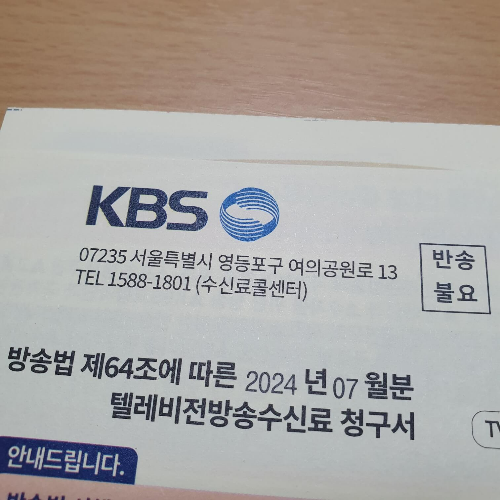 KBS
07235 서울특별시 영등포구 여의공원로 13
TEL 1588-1801 (수신료콜센터)
반송
불요
방송법 제64조에 따른 2024 년 07 월분
텔레비전방송수신료 청구서
TV
안내드립니다.